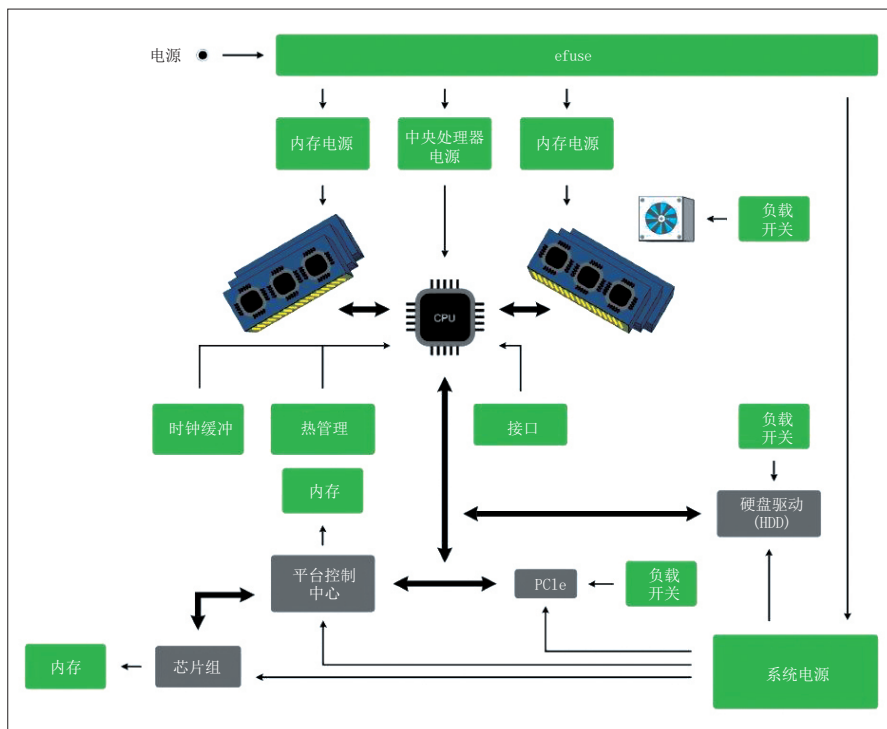 电源
efuse
内存电源
中央处理器
电源
内存电源
负载
开关
CPU
时钟缓冲
热管理
接口
负载
开关
内存
硬盘驱动
(HDD)
平台控制
中心
PCle
负载
开关
内存
芯片组
系统电源